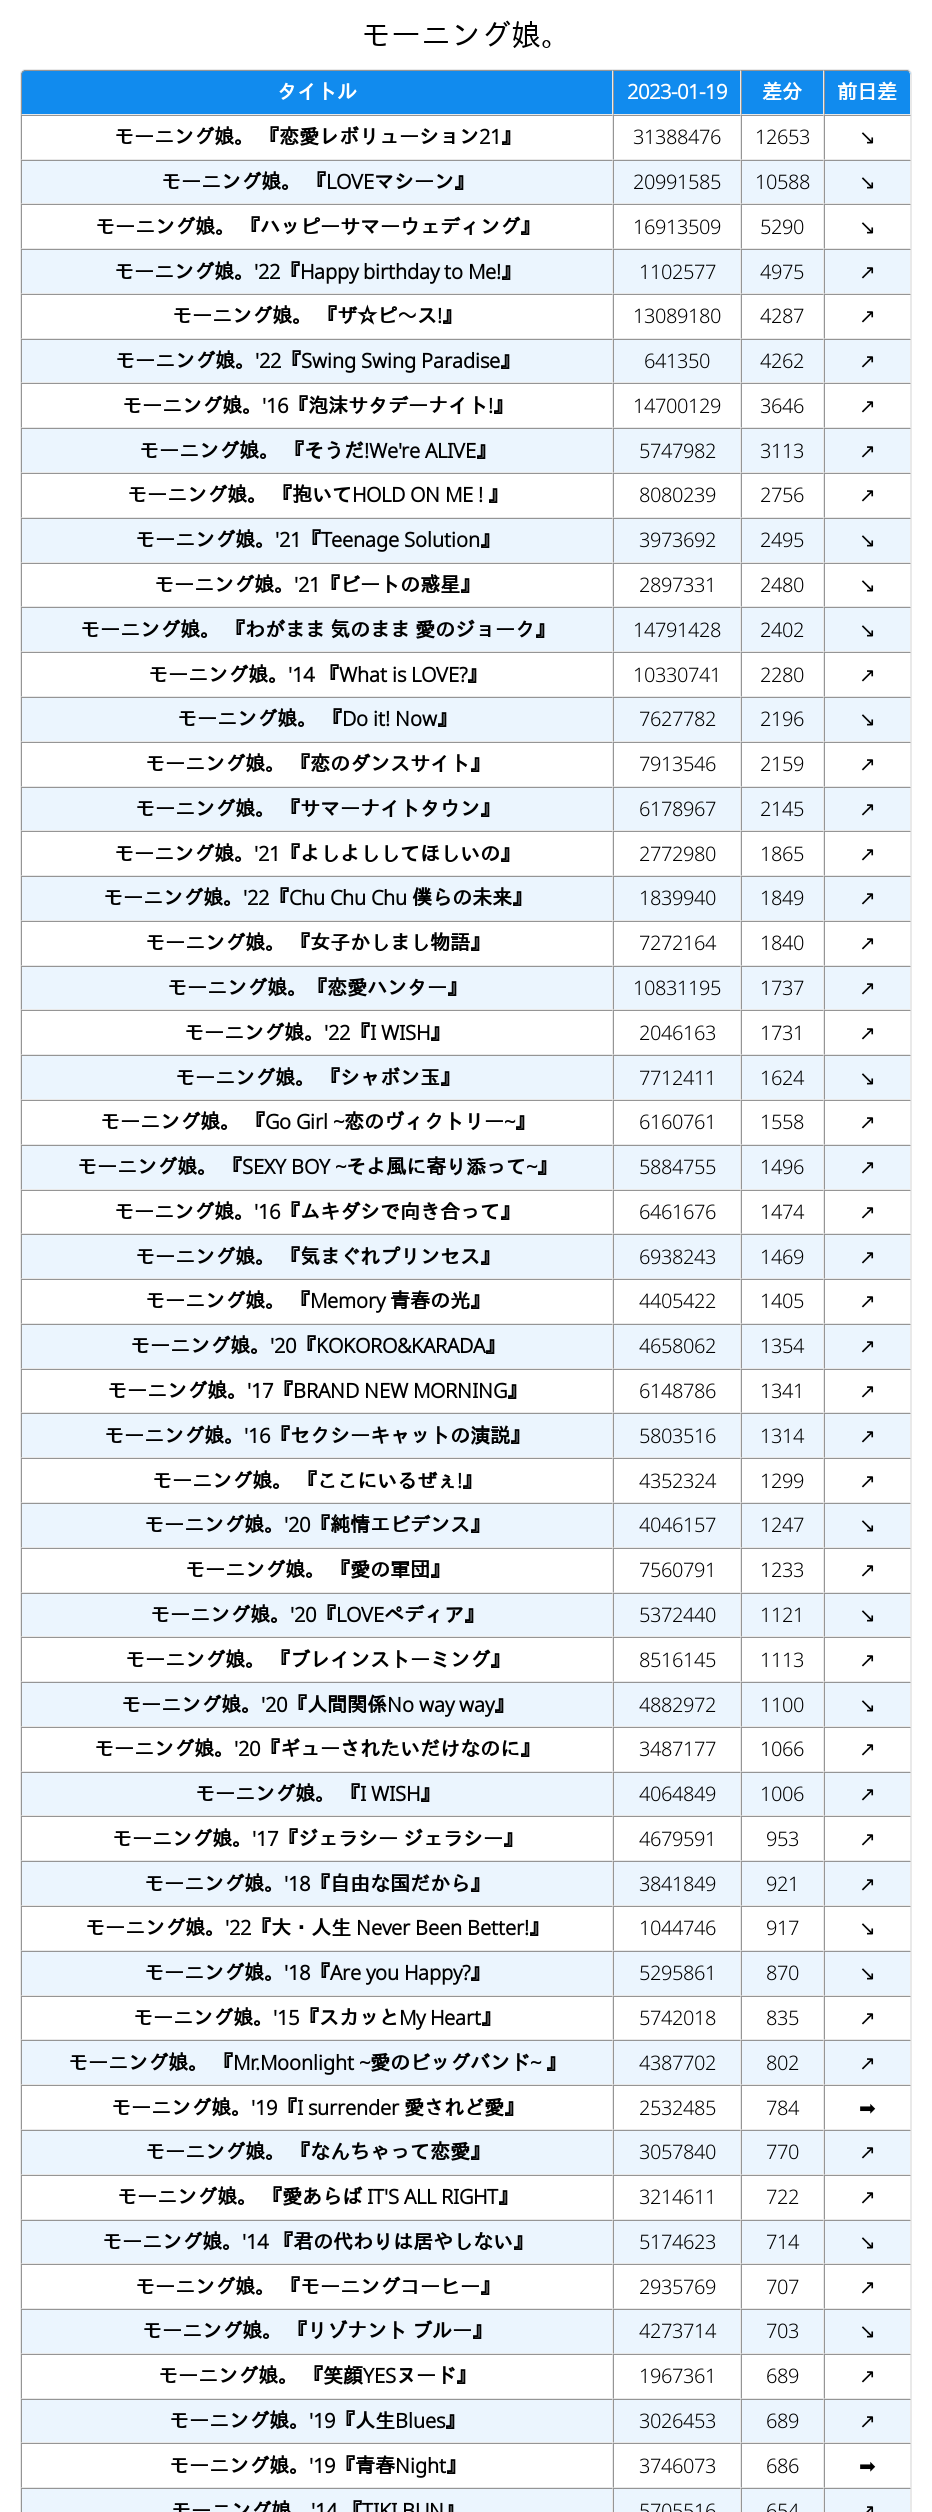 モーニング娘。
タイトル 2023-01-19 差分 前日差
モーニング娘。 『恋愛レボリューション21』 31388476 12653 ↘
モーニング娘。 『LOVEマシーン』 20991585 10588 ↘
モーニング娘。 『ハッピーサマーウェディング』 16913509 5290 ↘
モーニング娘。'22『Happy birthday to Me!』 1102577 4975 ↗
モーニング娘。 『ザ☆ピ〜ス!』 13089180 4287 ↗
モーニング娘。'22『Swing Swing Paradise』 641350 4262 ↗
モーニング娘。'16『泡沫サタデーナイト!』 14700129 3646 ↗
モーニング娘。 『そうだ!We're ALIVE』 5747982 3113 ↗
モーニング娘。 『抱いてHOLD ON ME ! 』 8080239 2756 ↗
モーニング娘。'21『Teenage Solution』 3973692 2495 ↘
モーニング娘。'21『ビートの惑星』 2897331 2480 ↘
モーニング娘。 『わがまま 気のまま 愛のジョーク』 14791428 2402 ↘
モーニング娘。'14 『What is LOVE?』 10330741 2280 ↗
モーニング娘。 『Do it! Now』 7627782 2196 ↘
モーニング娘。 『恋のダンスサイト』 7913546 2159 ↗
モーニング娘。 『サマーナイトタウン』 6178967 2145 ↗
モーニング娘。'21『よしよししてほしいの』 2772980 1865 ↗
モーニング娘。'22『Chu Chu Chu 僕らの未来』 1839940 1849 ↗
モーニング娘。 『女子かしまし物語』 7272164 1840 ↗
モーニング娘。『恋愛ハンター』 10831195 1737 ↗
モーニング娘。'22『I WISH』 2046163 1731 ↗
モーニング娘。 『シャボン玉』 7712411 1624 ↘
モーニング娘。 『Go Girl ~恋のヴィクトリー~』 6160761 1558 ↗
モーニング娘。 『SEXY BOY ~そよ風に寄り添って~』 5884755 1496 ↗
モーニング娘。'16『ムキダシで向き合って』 6461676 1474 ↗
モーニング娘。 『気まぐれプリンセス』 6938243 1469 ↗
モーニング娘。 『Memory 青春の光』 4405422 1405 ↗
モーニング娘。'20『KOKORO&KARADA』 4658062 1354 ↗
モーニング娘。'17『BRAND NEW MORNING』 6148786 1341 ↗
モーニング娘。'16『セクシーキャットの演説』 5803516 1314 ↗
モーニング娘。 『ここにいるぜぇ!』 4352324 1299 ↗
モーニング娘。'20『純情エビデンス』 4046157 1247 ↘
モーニング娘。 『愛の軍団』 7560791 1233 ↗
モーニング娘。'20『LOVEペディア』 5372440 1121 ↘
モーニング娘。 『ブレインストーミング』 8516145 1113 ↗
モーニング娘。'20『人間関係No way way』 4882972 1100 ↘
モーニング娘。'20『ギューされたいだけなのに』 3487177 1066 ↗
モーニング娘。 『I WISH』 4064849 1006 ↗
モーニング娘。'17『ジェラシー ジェラシー』 4679591 953 ↗
モーニング娘。'18『自由な国だから』 3841849 921 ↗
モーニング娘。'22『大・人生 Never Been Better!』 1044746 917 ↘
モーニング娘。'18『Are you Happy?』 5295861 870 ↘
モーニング娘。'15『スカッとMy Heart』 5742018 835 ↗
モーニング娘。 『Mr.Moonlight ~愛のビッグバンド~ 』 4387702 802 ↗
モーニング娘。'19『I surrender 愛されど愛』 2532485 784 ➡
モーニング娘。 『なんちゃって恋愛』 3057840 770 ↗
モーニング娘。 『愛あらば IT'S ALL RIGHT』 3214611 722 ↗
モーニング娘。'14 『君の代わりは居やしない』 5174623 714 ↘
モーニング娘。 『モーニングコーヒー』 2935769 707 ↗
モーニング娘。 『リゾナント ブルー』 4273714 703 ↘
モーニング娘。 『笑顔YESヌード』 1967361 689 ↗
モーニング娘。'19『人生Blues』 3026453 689 ↗
モーニング娘。'19『青春Night』 3746073 686 ➡
モーニング娘。'14 『TIKI BUN』 5705516 654 ↗